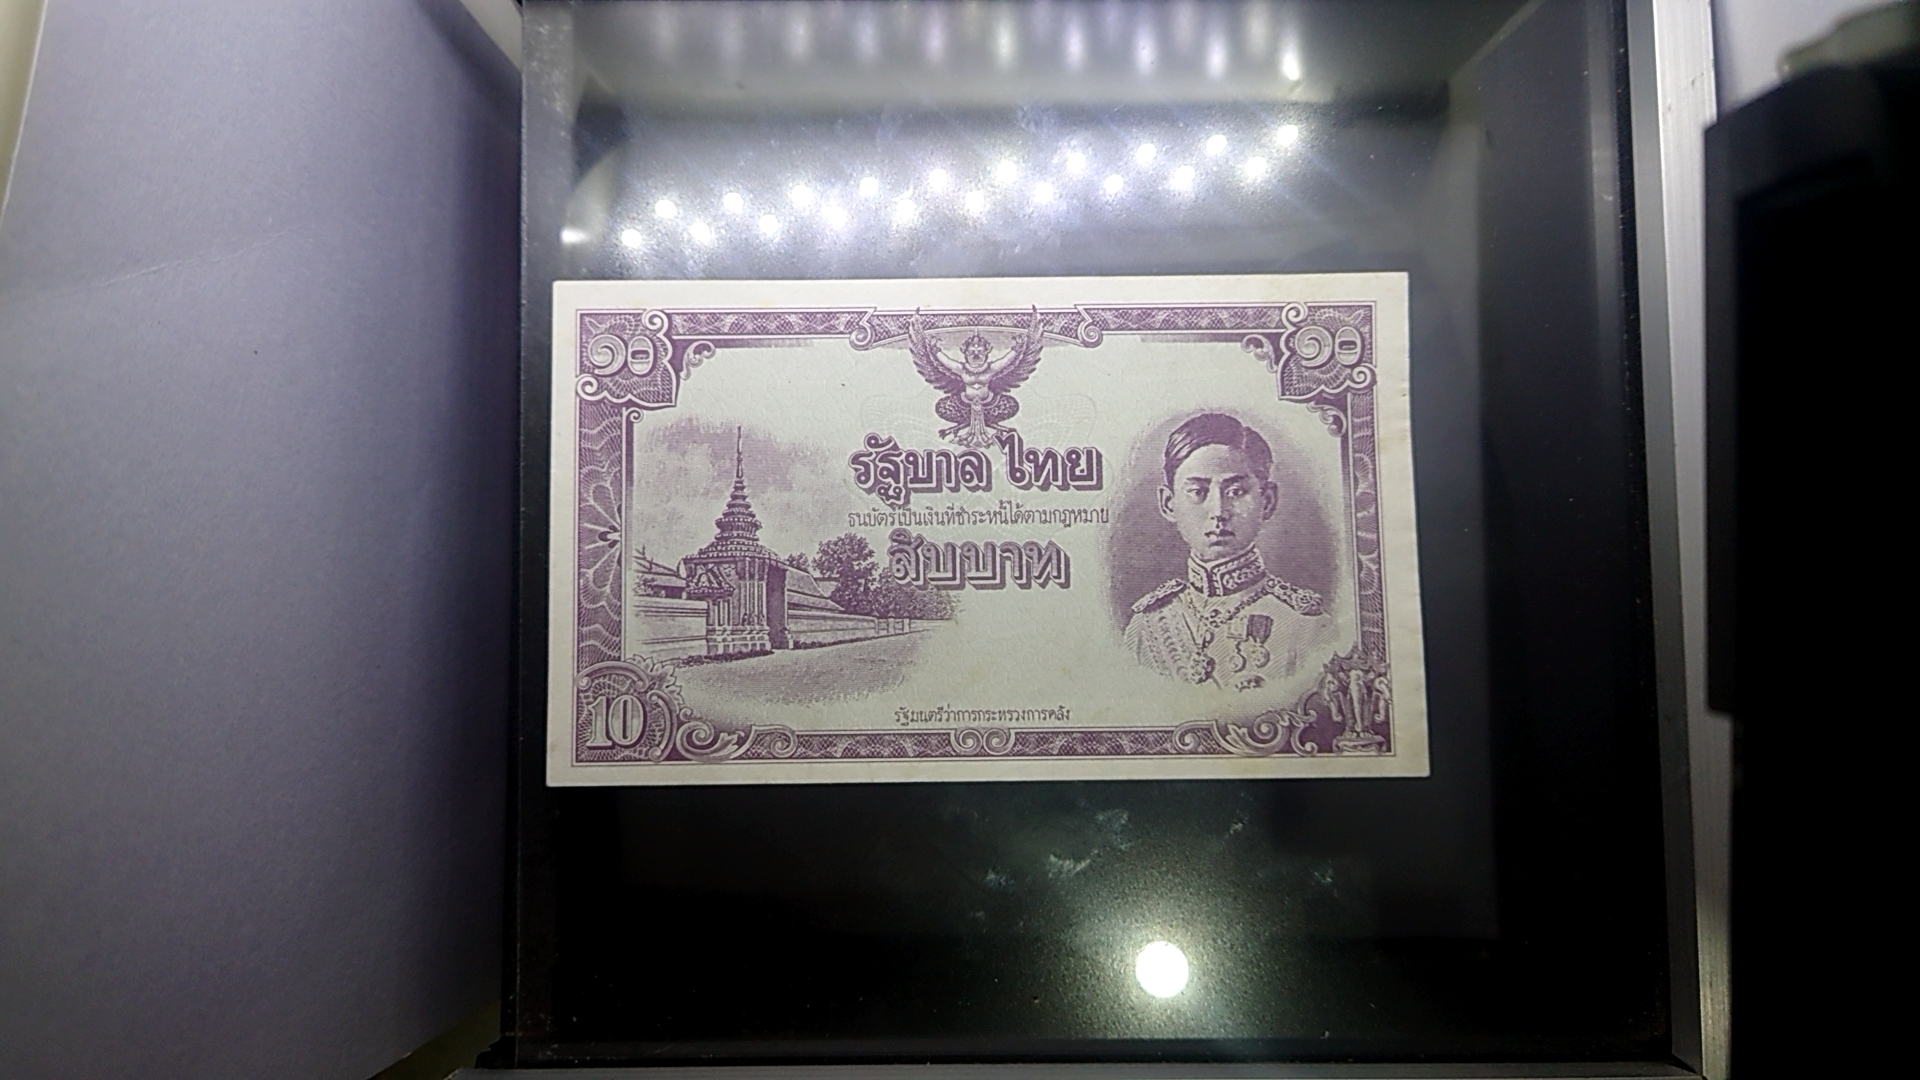 ๑๐ ๑๐
รัฐบาลไทย
ธนบัตร์เป็นเงินที่ชำระหนี้ได้ตามกฎหมาย
สิบบาท
รัฐมนตรีว่าการกระทรวงการคลัง
10